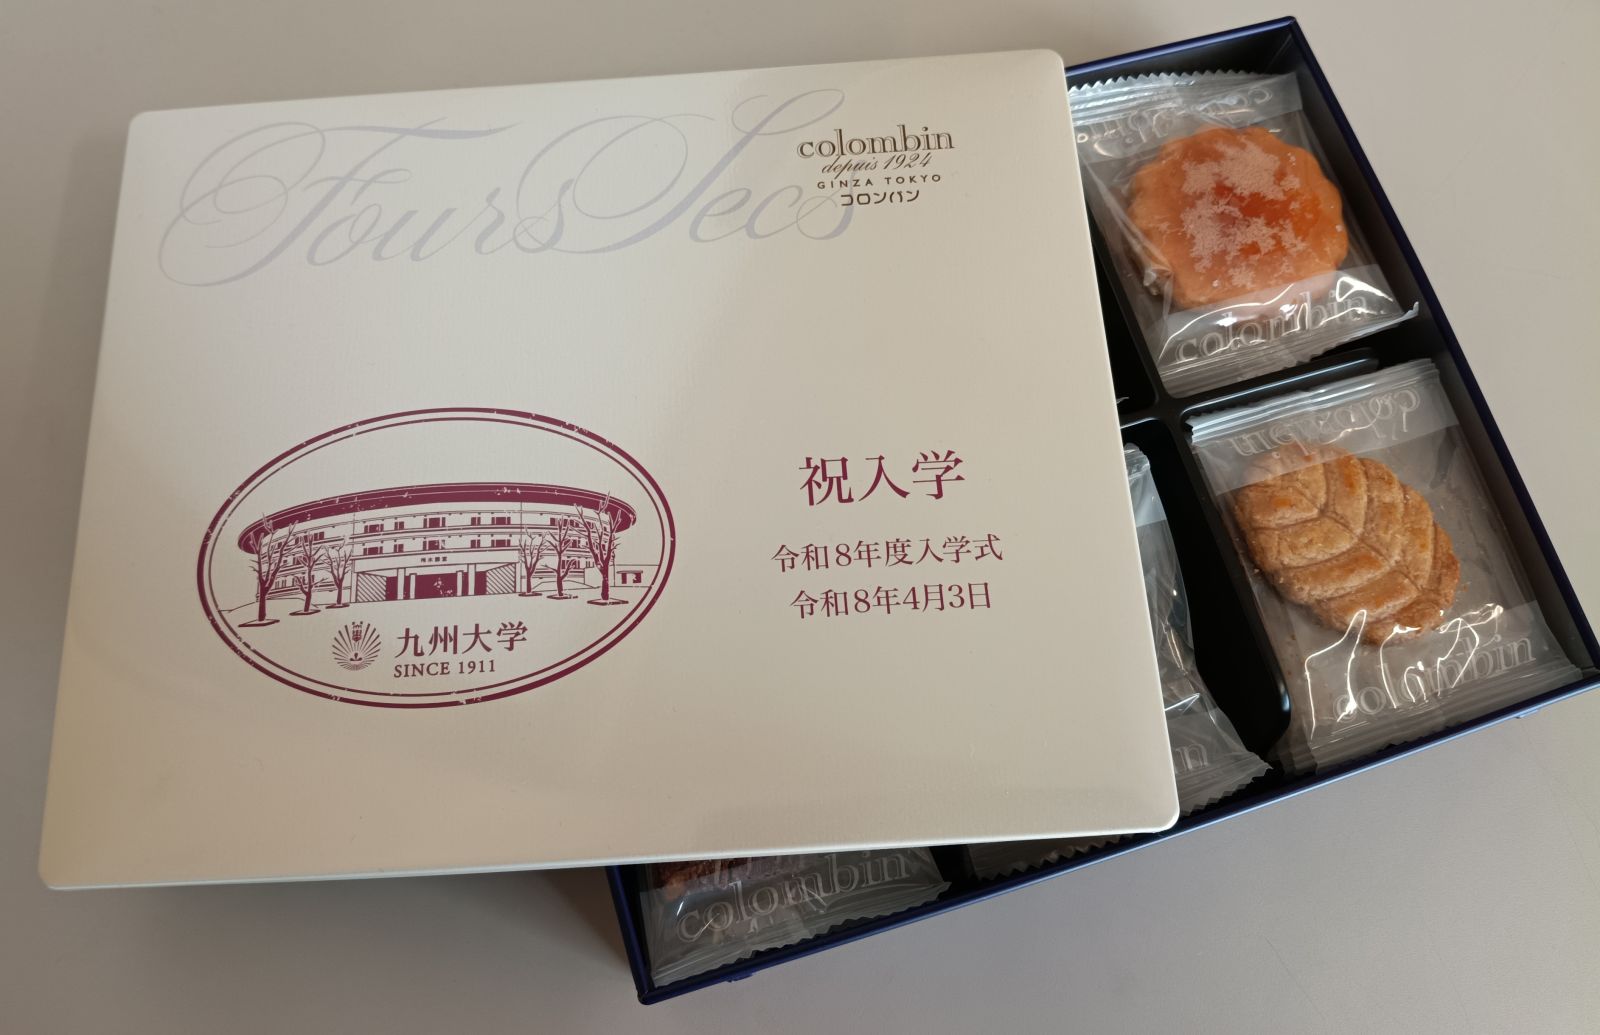 Fours Secs
colombin
depuis 1924
GINZA TOKYO
コロンバン
祝入学
令和8年度入学式
令和8年4月3日
九州大学
SINCE 1911
colombin
colombin
colombin
colombin
colombin